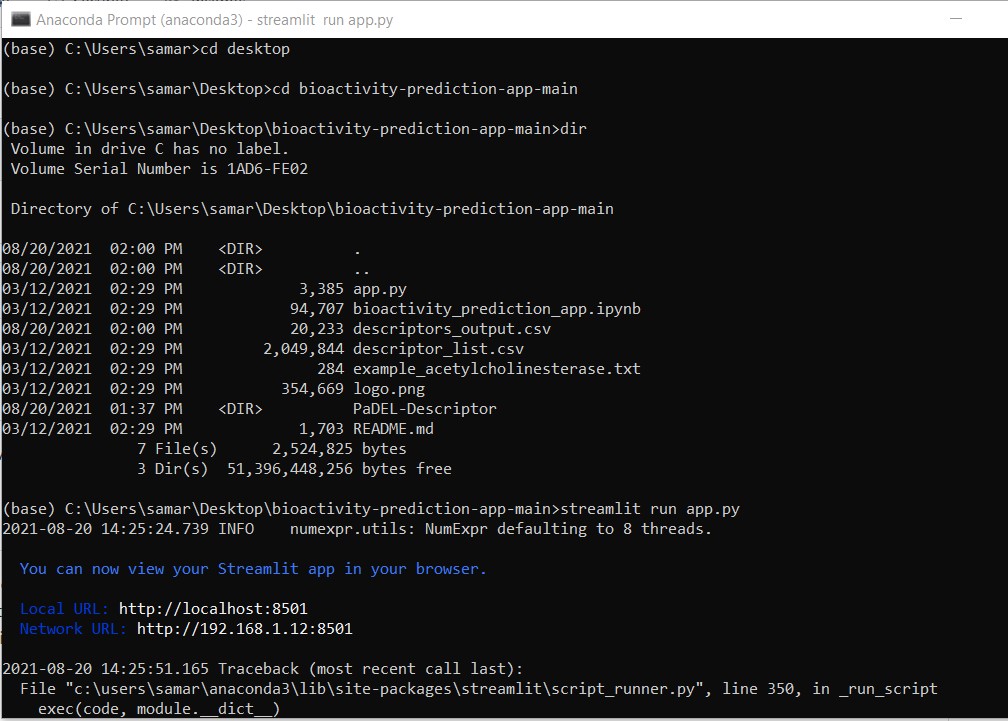 Anaconda Prompt (anaconda3) - streamlit  run app.py
(base) C:\Users\samar>cd desktop
(base) C:\Users\samar\Desktop>cd bioactivity-prediction-app-main
(base) C:\Users\samar\Desktop\bioactivity-prediction-app-main>dir
 Volume in drive C has no label.
 Volume Serial Number is 1AD6-FE02
 Directory of C:\Users\samar\Desktop\bioactivity-prediction-app-main
08/20/2021  02:00 PM    <DIR>          .
08/20/2021  02:00 PM    <DIR>          ..
03/12/2021  02:29 PM             3,385 app.py
03/12/2021  02:29 PM            94,707 bioactivity_prediction_app.ipynb
08/20/2021  02:00 PM            20,233 descriptors_output.csv
03/12/2021  02:29 PM         2,049,844 descriptor_list.csv
03/12/2021  02:29 PM               284 example_acetylcholinesterase.txt
03/12/2021  02:29 PM           354,669 logo.png
08/20/2021  01:37 PM    <DIR>          PaDEL-Descriptor
03/12/2021  02:29 PM             1,703 README.md
               7 File(s)      2,524,825 bytes
               3 Dir(s)  51,396,448,256 bytes free
(base) C:\Users\samar\Desktop\bioactivity-prediction-app-main>streamlit run app.py
2021-08-20 14:25:24.739 INFO    numexpr.utils: NumExpr defaulting to 8 threads.
  You can now view your Streamlit app in your browser.
  Local URL: http://localhost:8501
  Network URL: http://192.168.1.12:8501
2021-08-20 14:25:51.165 Traceback (most recent call last):
  File "c:\users\samar\anaconda3\lib\site-packages\streamlit\script_runner.py", line 350, in _run_script
    exec(code, module.__dict__)